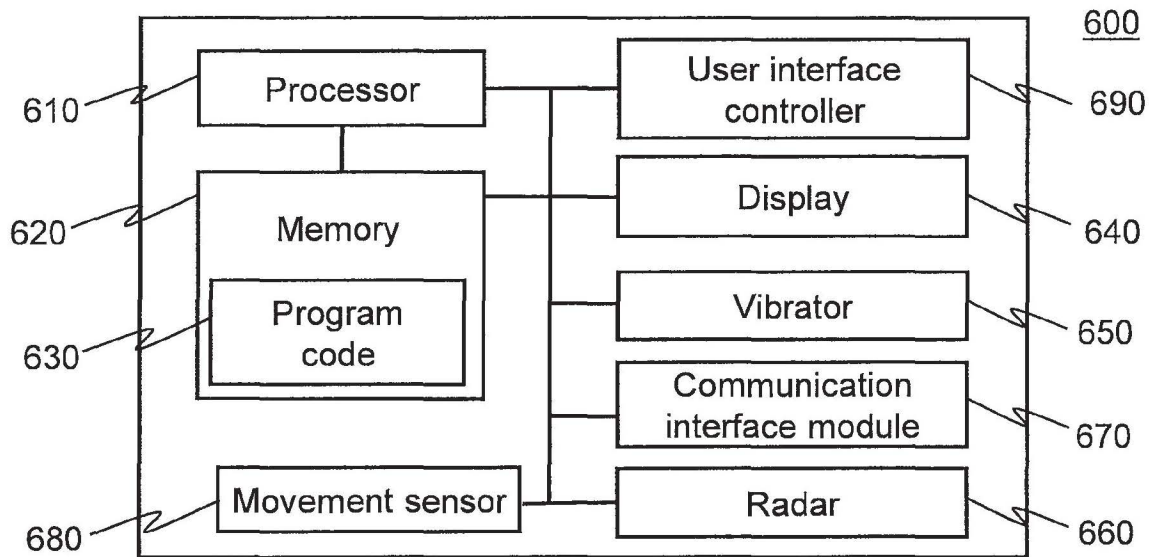 600
Processor
610
User interface
controller
690
Memory
620
Display
640
Program
code
630
Vibrator
650
Communication
interface module
670
Movement sensor
680
Radar
660